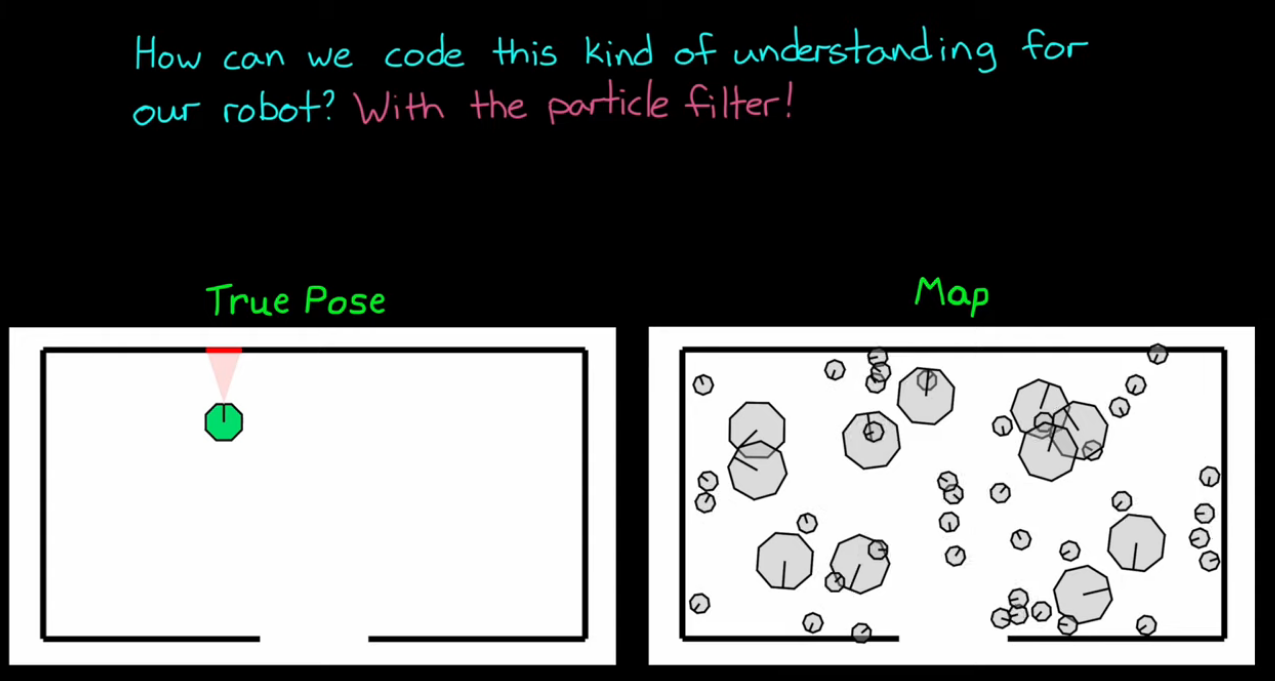 How can we code this kind of understanding for
our robot? With the particle filter!
True Pose
Map